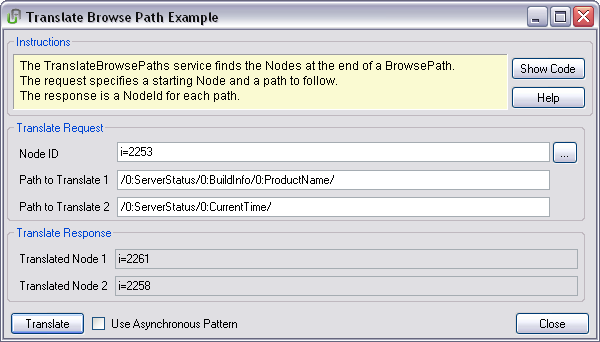 Translate Browse Path Example
Instructions
The TranslateBrowsePaths service finds the Nodes at the end of a BrowsePath.
The request specifies a starting Node and a path to follow.
The response is a NodeId for each path.
Show Code
Help
Translate Request
Node ID i=2253 ...
Path to Translate 1 /0:ServerStatus/0:BuildInfo/0:ProductName/
Path to Translate 2 /0:ServerStatus/0:CurrentTime/
Translate Response
Translated Node 1 i=2261
Translated Node 2 i=2258
Translate Use Asynchronous Pattern Close